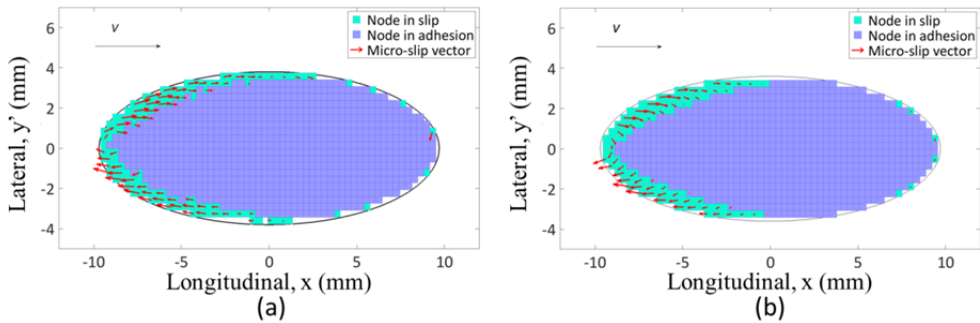 v
Node in slip
Node in adhesion
Micro-slip vector
Lateral, y' (mm)
6
4
2
0
-2
-4
-10
-5
0
5
10
Longitudinal, x (mm)
(a)
v
Node in slip
Node in adhesion
Micro-slip vector
Lateral, y' (mm)
6
4
2
0
-2
-4
-10
-5
0
5
10
Longitudinal, x (mm)
(b)